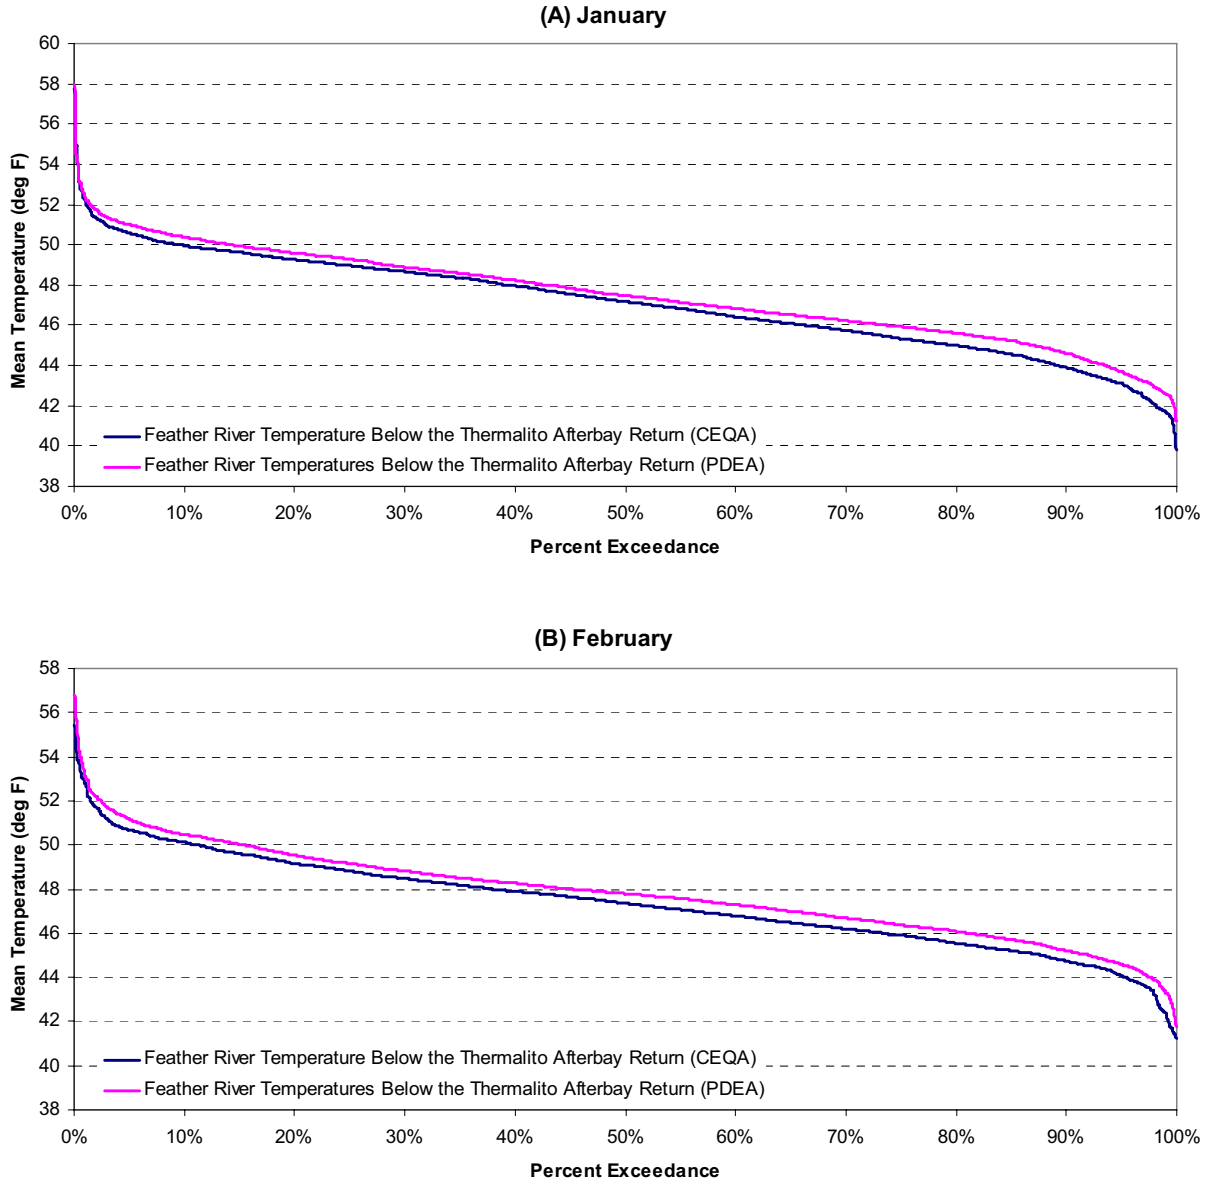 (A) January
60
58
56
54
52
50
48
46
44
42
40
38
Mean Temperature (deg F)
Feather River Temperature Below the Thermalito Afterbay Return (CEQA)
Feather River Temperatures Below the Thermalito Afterbay Return (PDEA)
0% 10% 20% 30% 40% 50% 60% 70% 80% 90% 100%
Percent Exceedance
(B) February
58
56
54
52
50
48
46
44
42
40
38
Mean Temperature (deg F)
Feather River Temperature Below the Thermalito Afterbay Return (CEQA)
Feather River Temperatures Below the Thermalito Afterbay Return (PDEA)
0% 10% 20% 30% 40% 50% 60% 70% 80% 90% 100%
Percent Exceedance